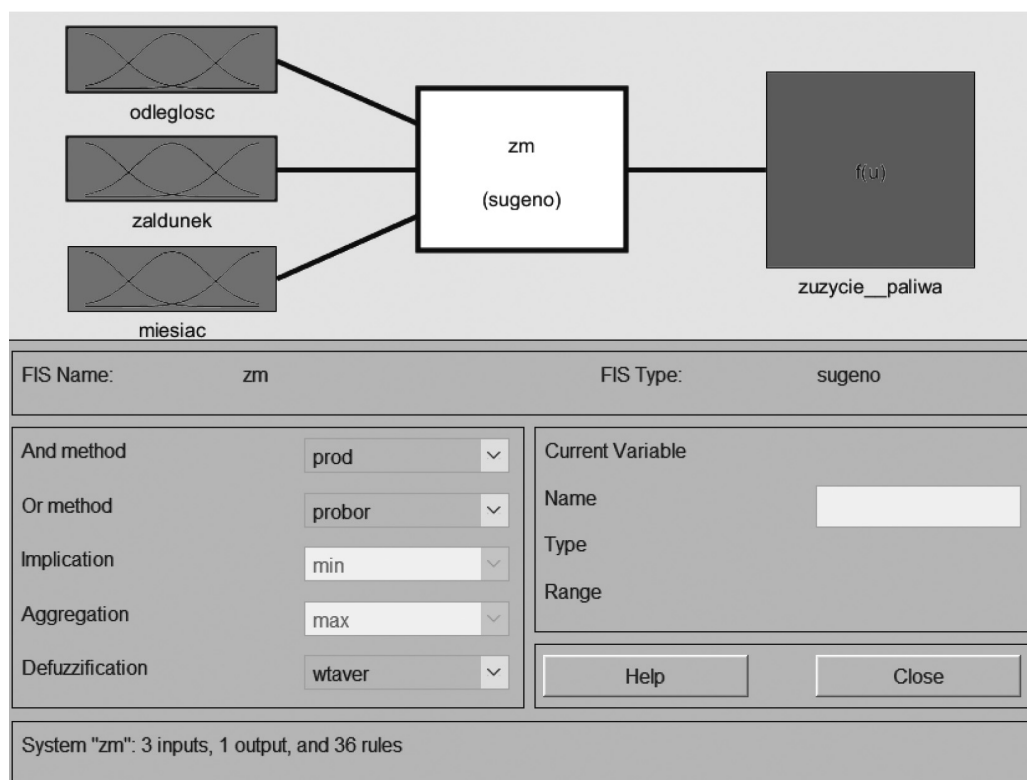 odleglosc
zaldunek
miesiac
zm
(sugeno)
f(u)
zuzycie__paliwa
FIS Name: zm FIS Type: sugeno
And method prod
Or method probor
Implication min
Aggregation max
Defuzzification wtaver
Current Variable
Name
Type
Range
Help Close
System "zm": 3 inputs, 1 output, and 36 rules